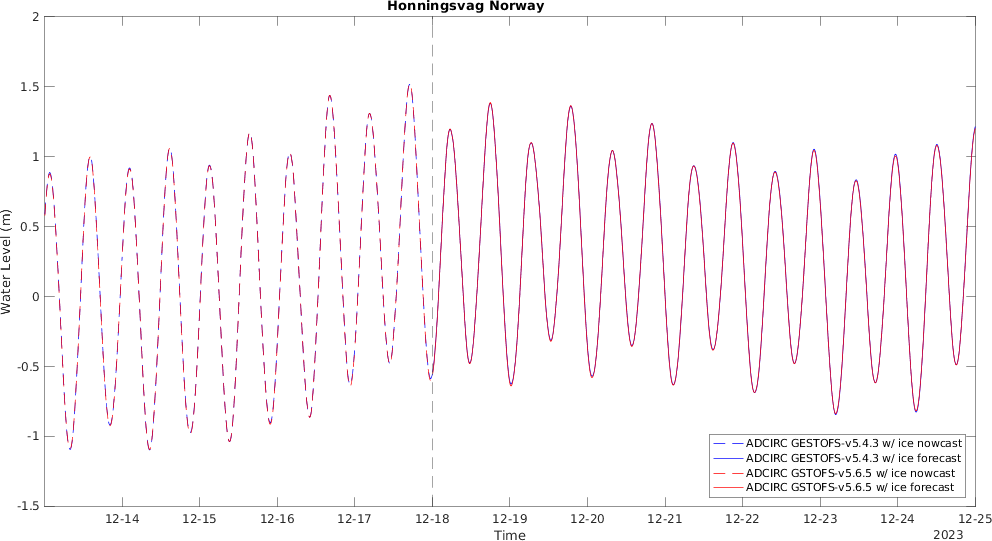 Honningsvag Norway
2
1.5
1
0.5
0
-0.5
-1
-1.5
Water Level (m)
ADCIRC GESTOFS-v5.4.3 w/ ice nowcast
ADCIRC GESTOFS-v5.4.3 w/ ice forecast
ADCIRC GSTOFS-v5.6.5 w/ ice nowcast
ADCIRC GSTOFS-v5.6.5 w/ ice forecast
12-14 12-15 12-16 12-17 12-18 12-19 12-20 12-21 12-22 12-23 12-24 12-25
Time
2023